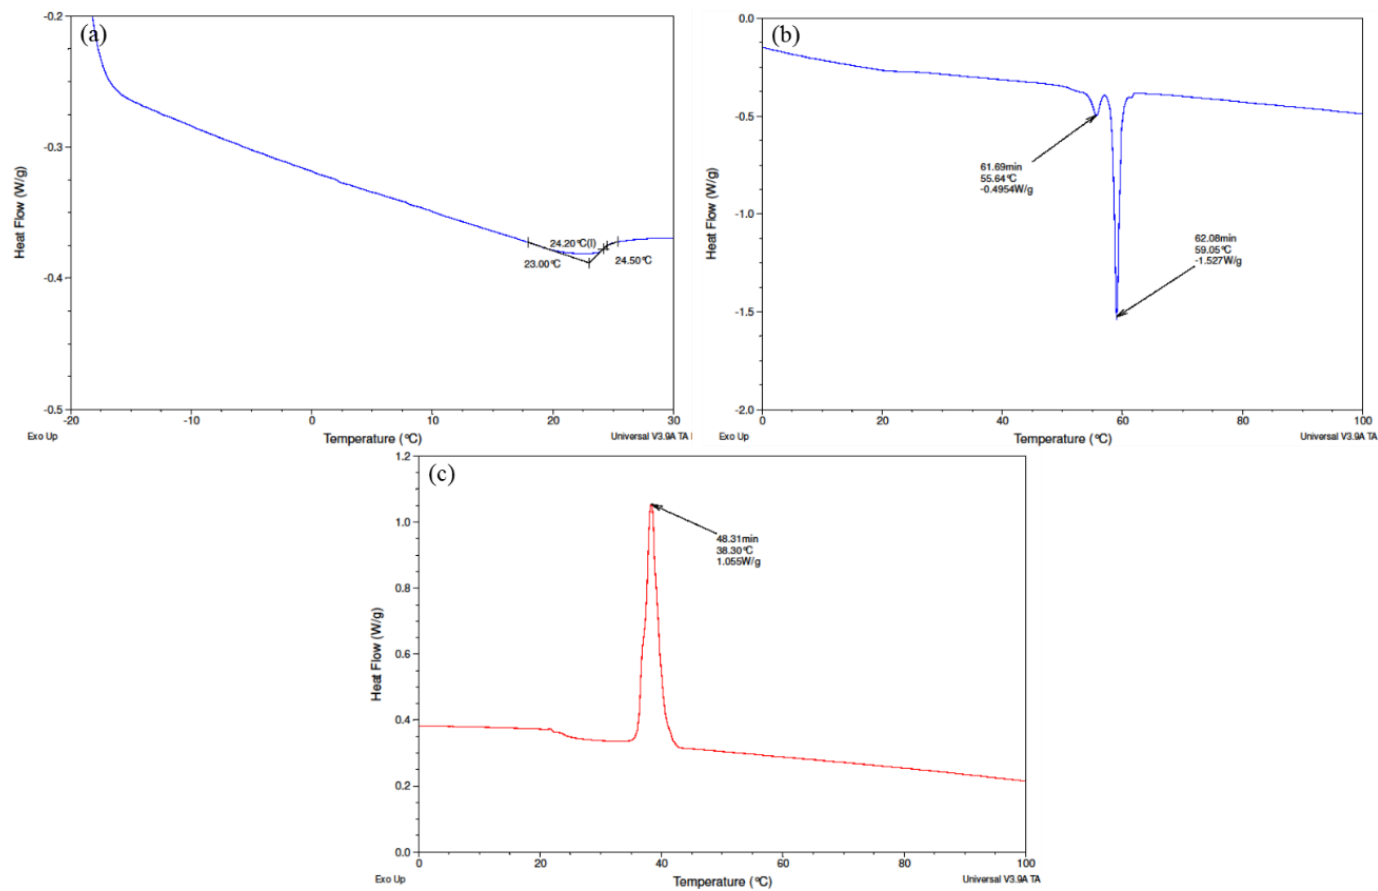 (a)
-0.2
-0.3
-0.4
-0.5
Heat Flow (W/g)
24.20°C(I)
23.00°C
24.50°C
-20
-10
0
10
20
30
Exo Up
Temperature (°C)
Universal V3.9A TA
(b)
0.0
-0.5
-1.0
-1.5
-2.0
Heat Flow (W/g)
61.69min
55.64°C
-0.4954W/g
62.08min
59.05°C
-1.527W/g
0
20
40
60
80
100
Exo Up
Temperature (°C)
Universal V3.9A TA
(c)
1.2
1.0
0.8
0.6
0.4
0.2
0.0
Heat Flow (W/g)
48.31min
38.30°C
1.055W/g
0
20
40
60
80
100
Exo Up
Temperature (°C)
Universal V3.9A TA